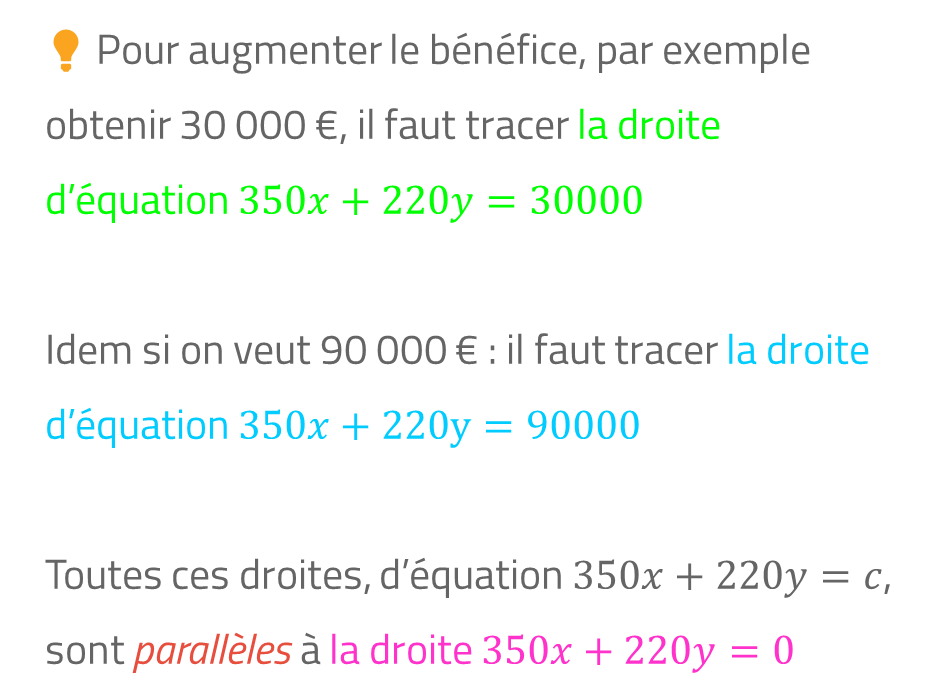 Pour augmenter le bénéfice, par exemple
obtenir 30 000 €, il faut tracer la droite
d’équation 350𝑥 + 220𝑦 = 30000
Idem si on veut 90 000 € : il faut tracer la droite
d’équation 350𝑥 + 220y = 90000
Toutes ces droites, d’équation 350𝑥 + 220𝑦 = 𝑐,
sont parallèles à la droite 350𝑥 + 220𝑦 = 0